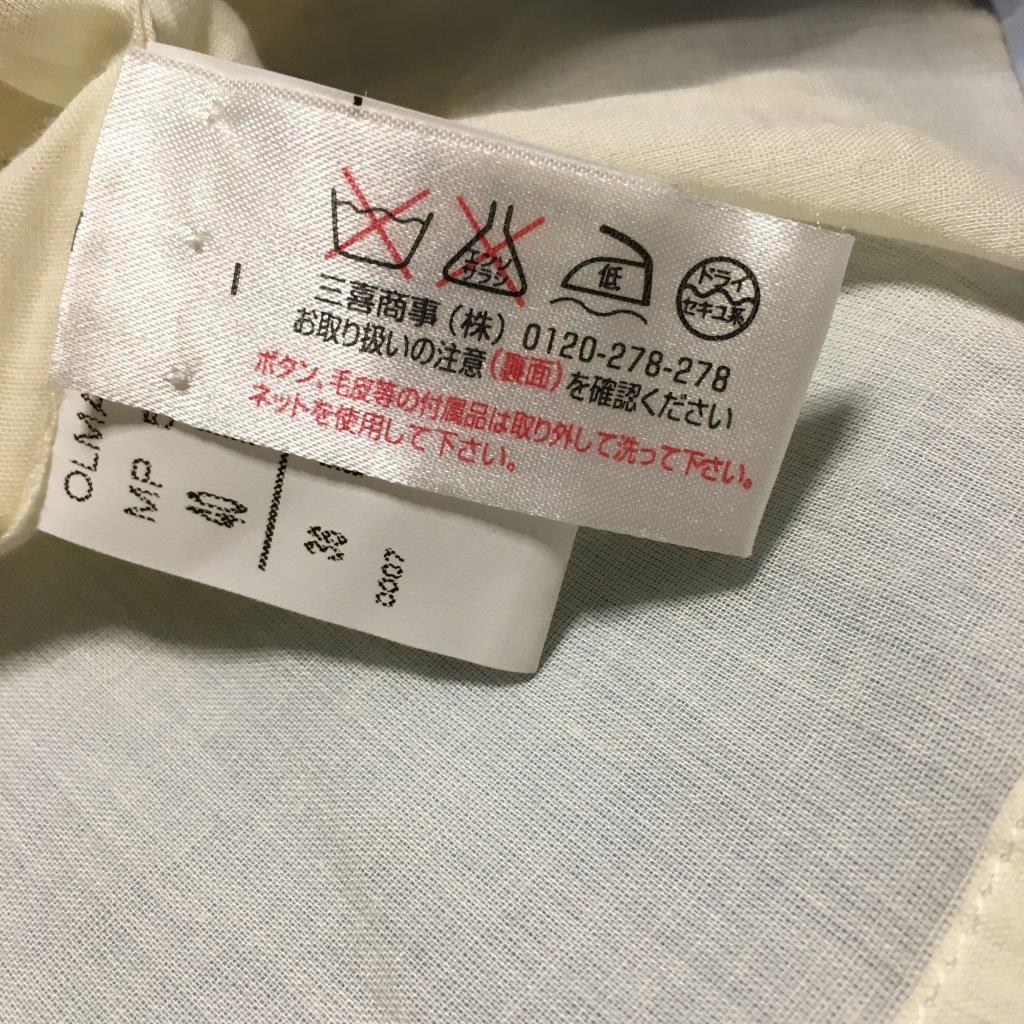 エンソ
サラシ
低
ドライ
セキユ系
三喜商事(株) 0120-278-278
お取り扱いの注意(裏面)を確認ください
ボタン、毛皮等の付属品は取り外して洗って下さい。
ネットを使用して下さい。
OLMA
MP
40
38
0007